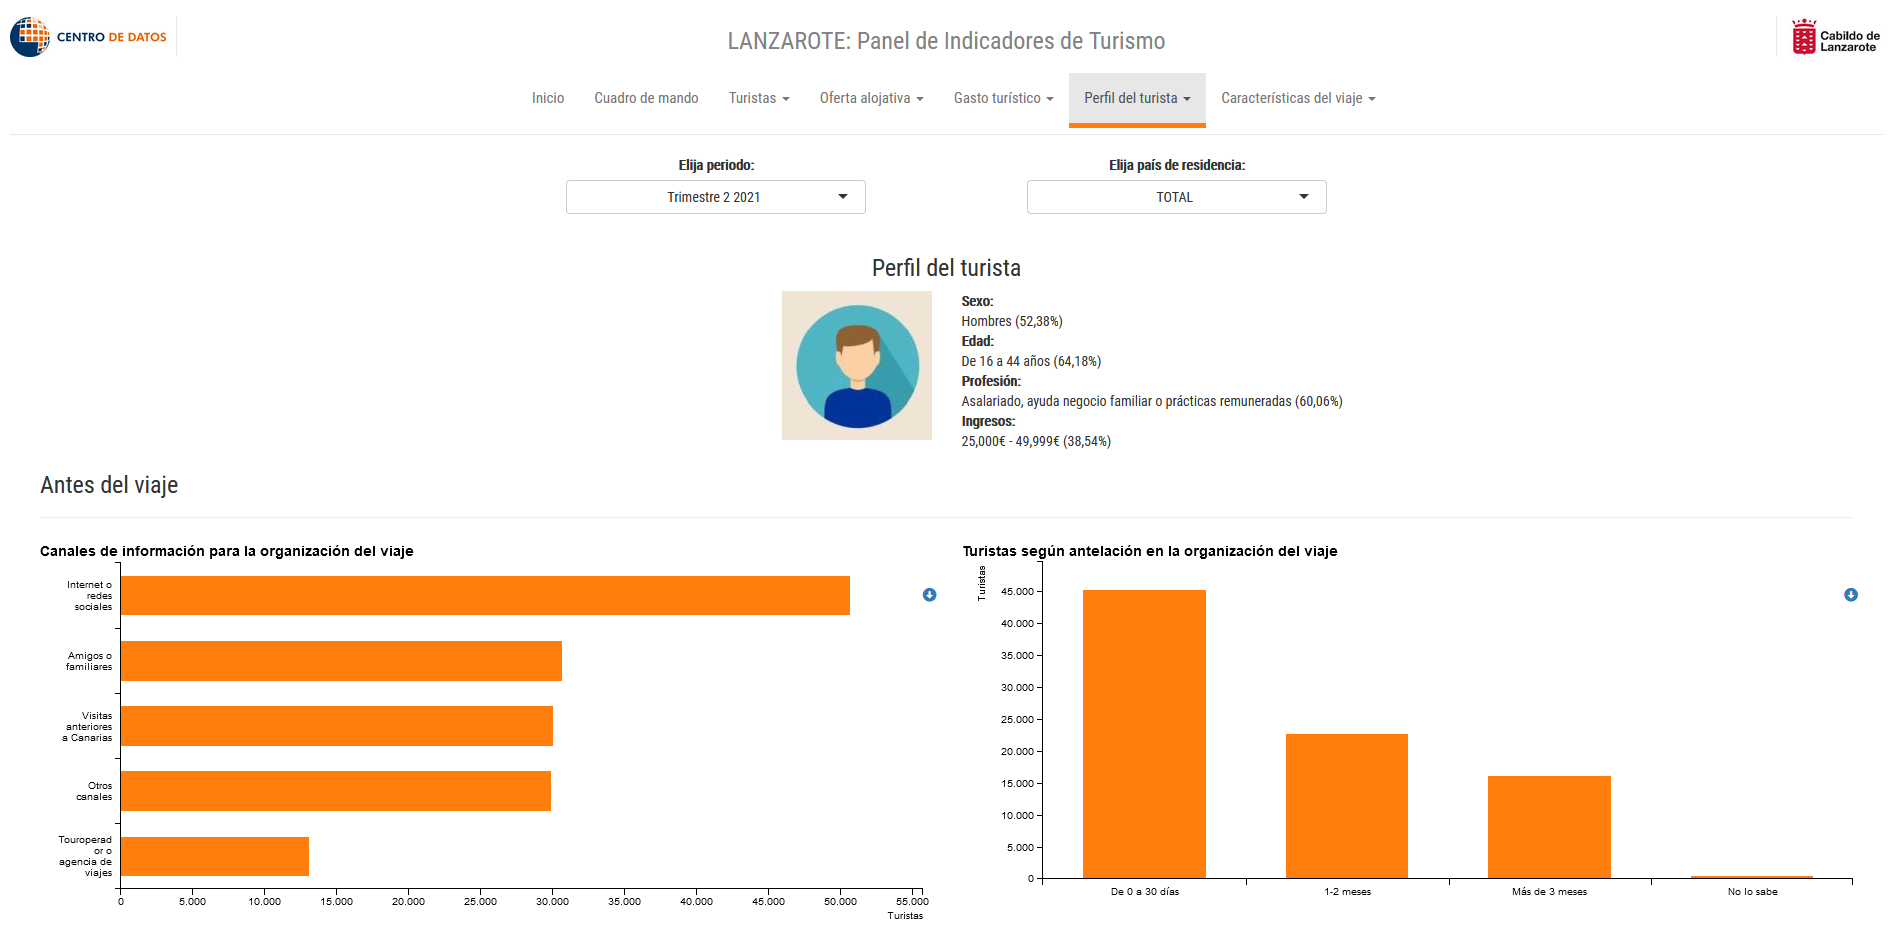 CENTRO DE DATOS
LANZAROTE: Panel de Indicadores de Turismo
Cabildo de
Lanzarote
Inicio
Cuadro de mando
Turistas
Oferta alojativa
Gasto turístico
Perfil del turista
Características del viaje
Elija periodo:
Elija país de residencia:
Trimestre 2 2021
TOTAL
Perfil del turista
Sexo:
Hombres (52,38%)
Edad:
De 16 a 44 años (64,18%)
Profesión:
Asalariado, ayuda negocio familiar o prácticas remuneradas (60,06%)
Ingresos:
25,000€ - 49,999€ (38,54%)
Antes del viaje
Canales de información para la organización del viaje
Internet o
redes
sociales
Amigos o
familiares
Visitas
anteriores
a Canarias
Otros
canales
Touroperad
or o
agencia de
viajes
0
5.000
10.000
15.000
20.000
25.000
30.000
35.000
40.000
45.000
50.000
55.000
Turistas
Turistas según antelación en la organización del viaje
Turistas
45.000
40.000
35.000
30.000
25.000
20.000
15.000
10.000
5.000
0
De 0 a 30 días
1-2 meses
Más de 3 meses
No lo sabe